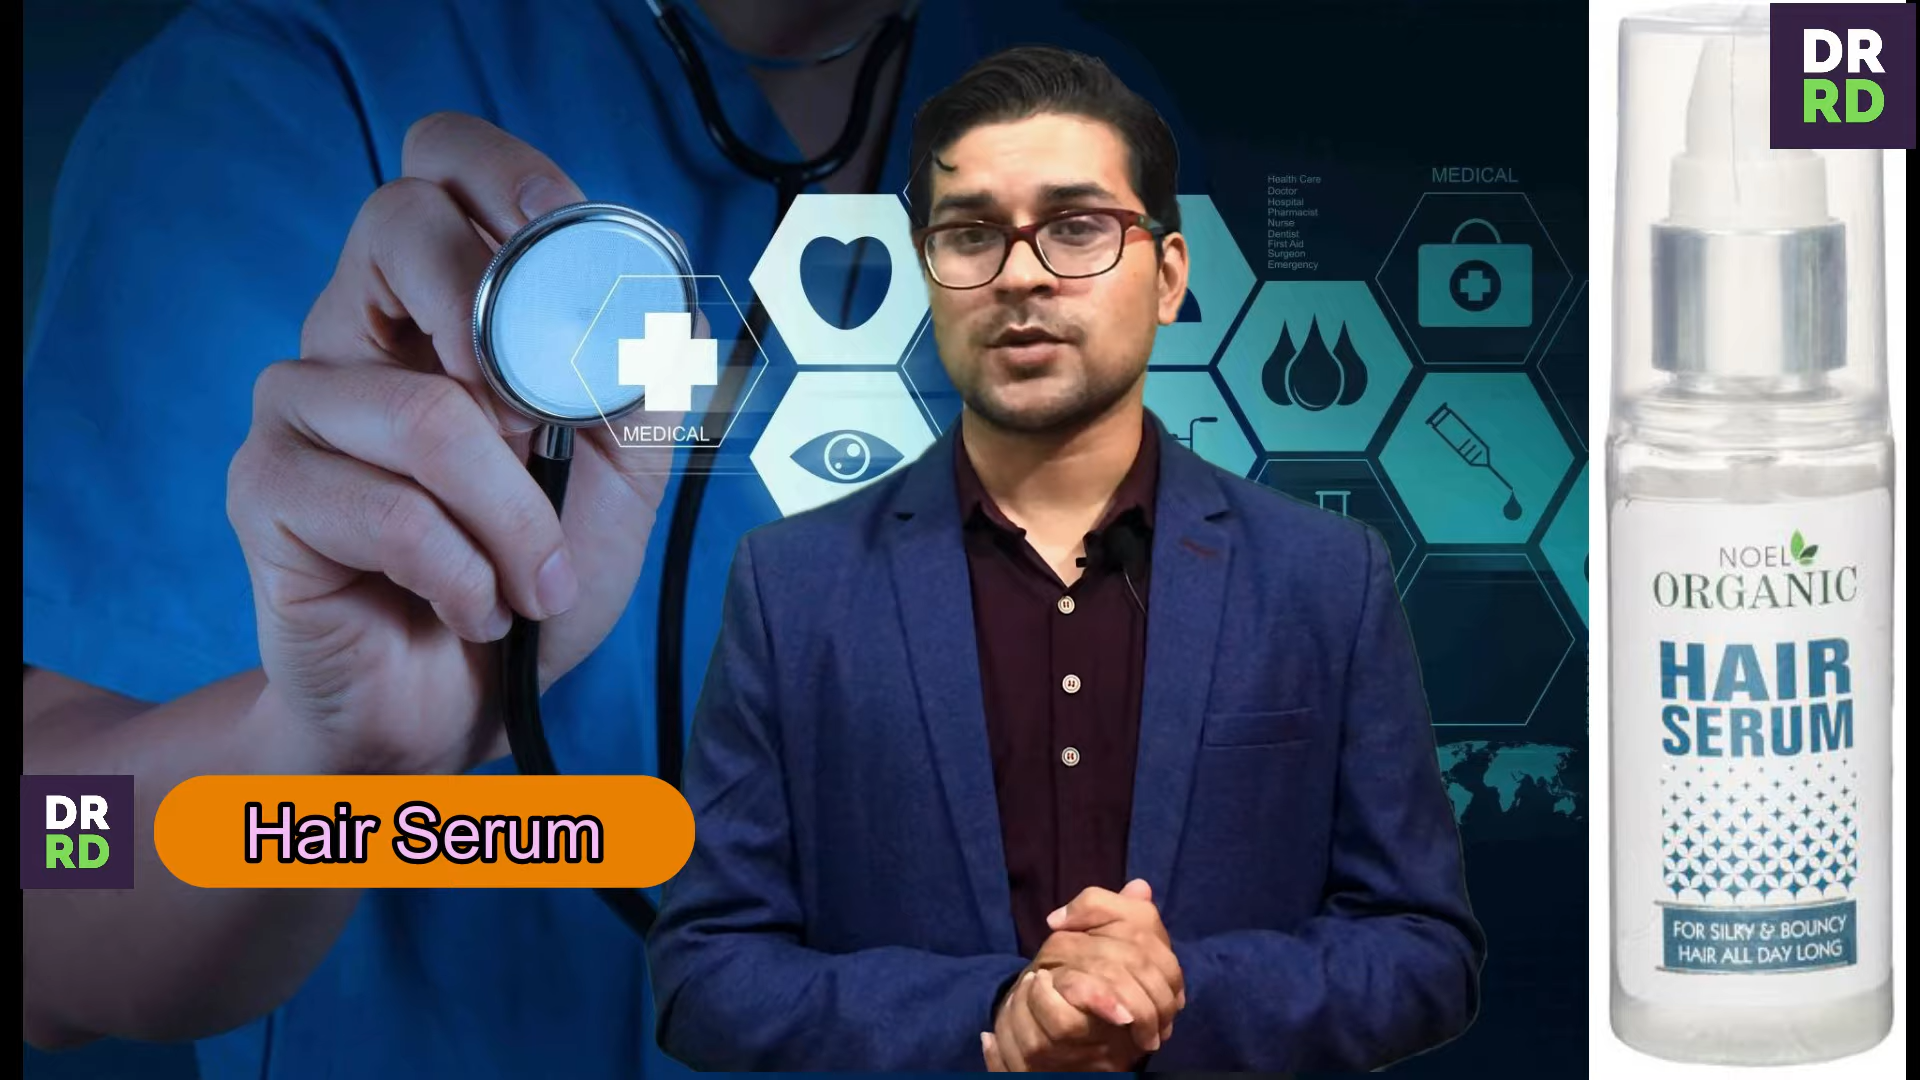 DR
RD
MEDICAL
Health Care
Doctor
Hospital
Pharmacist
Nurse
Dentist
First Aid
Surgeon
Emergency
MEDICAL
NOEL
ORGANIC
HAIR
SERUM
FOR SILKY & BOUNCY
HAIR ALL DAY LONG
DR
RD
Hair Serum